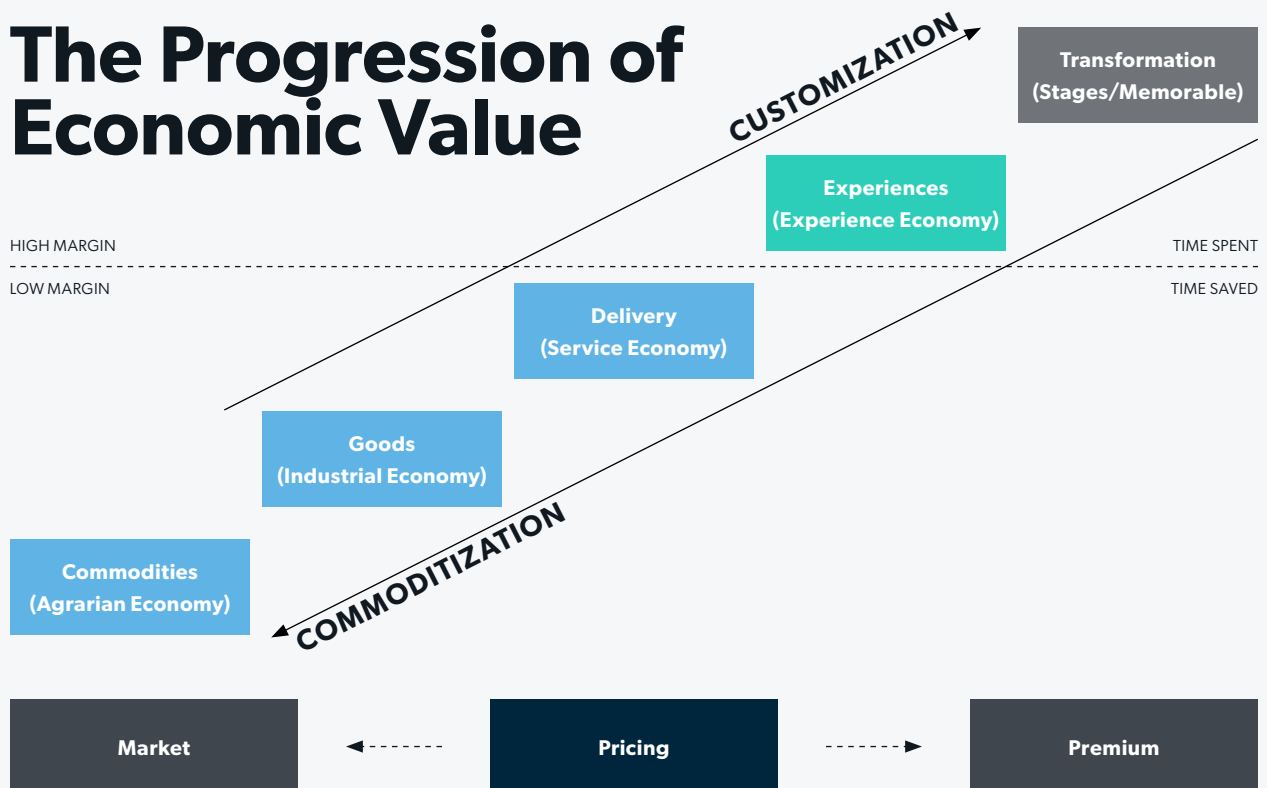 The Progression of
Economic Value
CUSTOMIZATION
Transformation
(Stages/Memorable)
Experiences
(Experience Economy)
HIGH MARGIN
TIME SPENT
LOW MARGIN
TIME SAVED
Delivery
(Service Economy)
Goods
(Industrial Economy)
COMMODITIZATION
Commodities
(Agrarian Economy)
Market
Pricing
Premium